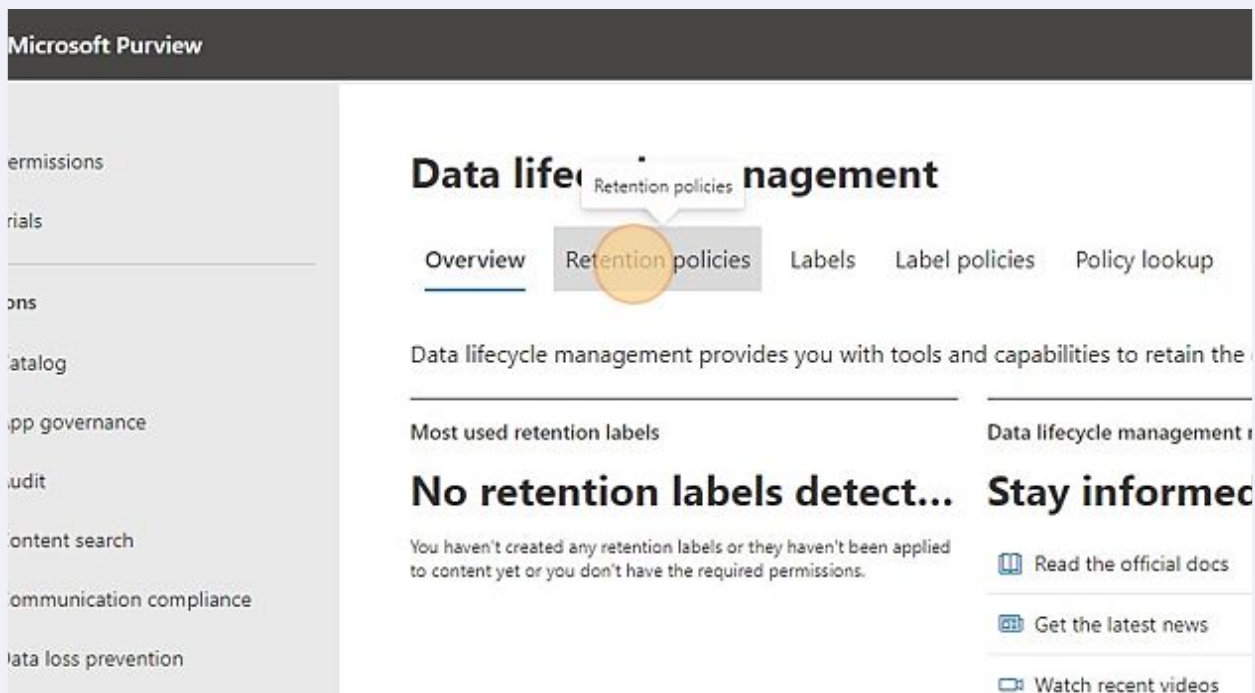 Microsoft Purview
ermissions
rials
ons
atalog
pp governance
udit
ontent search
ommunication compliance
ata loss prevention
Data life nagement
Retention policies
Overview Retention policies Labels Label policies Policy lookup
Data lifecycle management provides you with tools and capabilities to retain the
Most used retention labels
No retention labels detect...
You haven't created any retention labels or they haven't been applied
to content yet or you don't have the required permissions.
Data lifecycle management
Stay informed
Read the official docs
Get the latest news
Watch recent videos